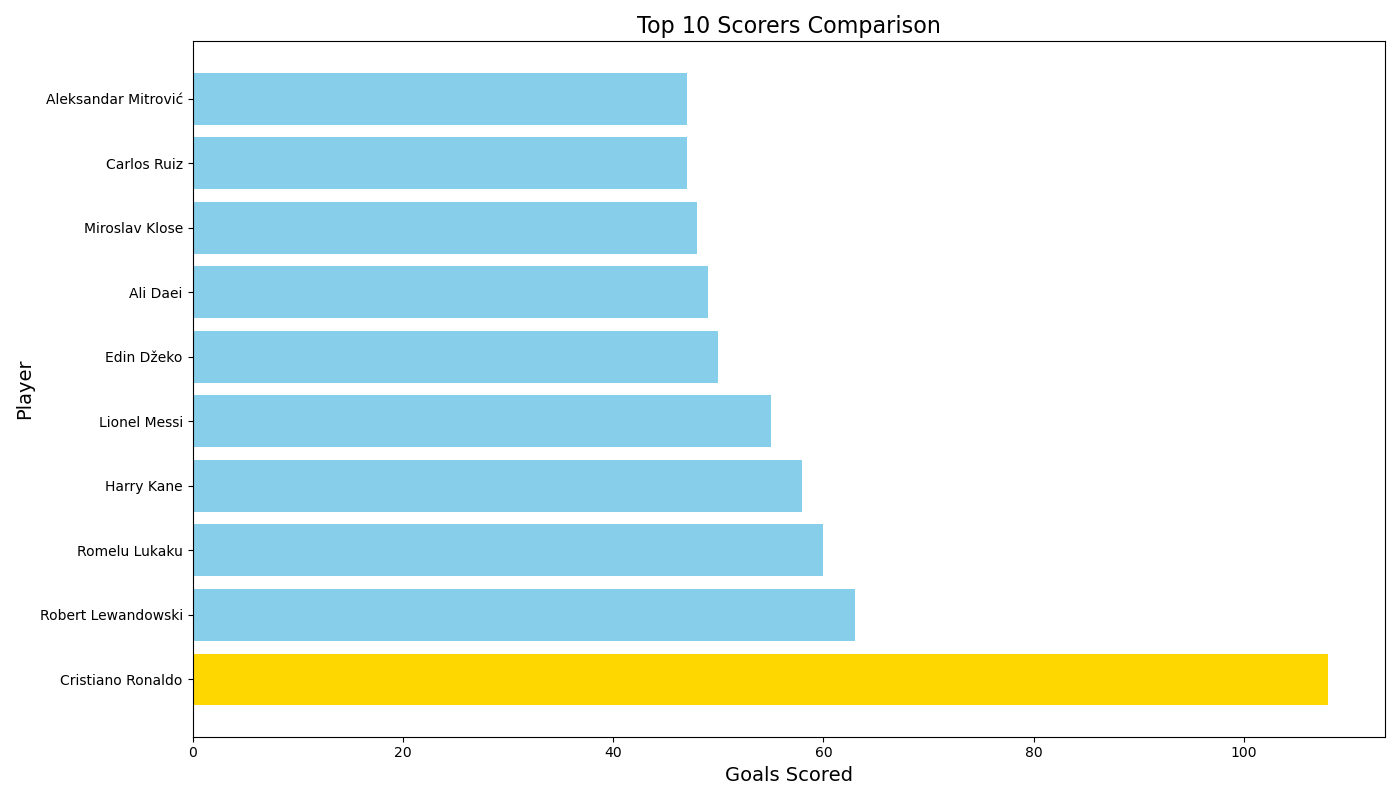 Top 10 Scorers Comparison
Aleksandar Mitrović
Carlos Ruiz
Miroslav Klose
Ali Daei
Edin Džeko
Lionel Messi
Harry Kane
Romelu Lukaku
Robert Lewandowski
Cristiano Ronaldo
Player
0 20 40 60 80 100
Goals Scored